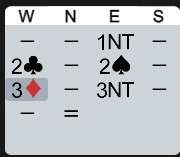 W N E S
– – 1NT –
2♣ – 2♠ –
3♦ – 3NT –
– =